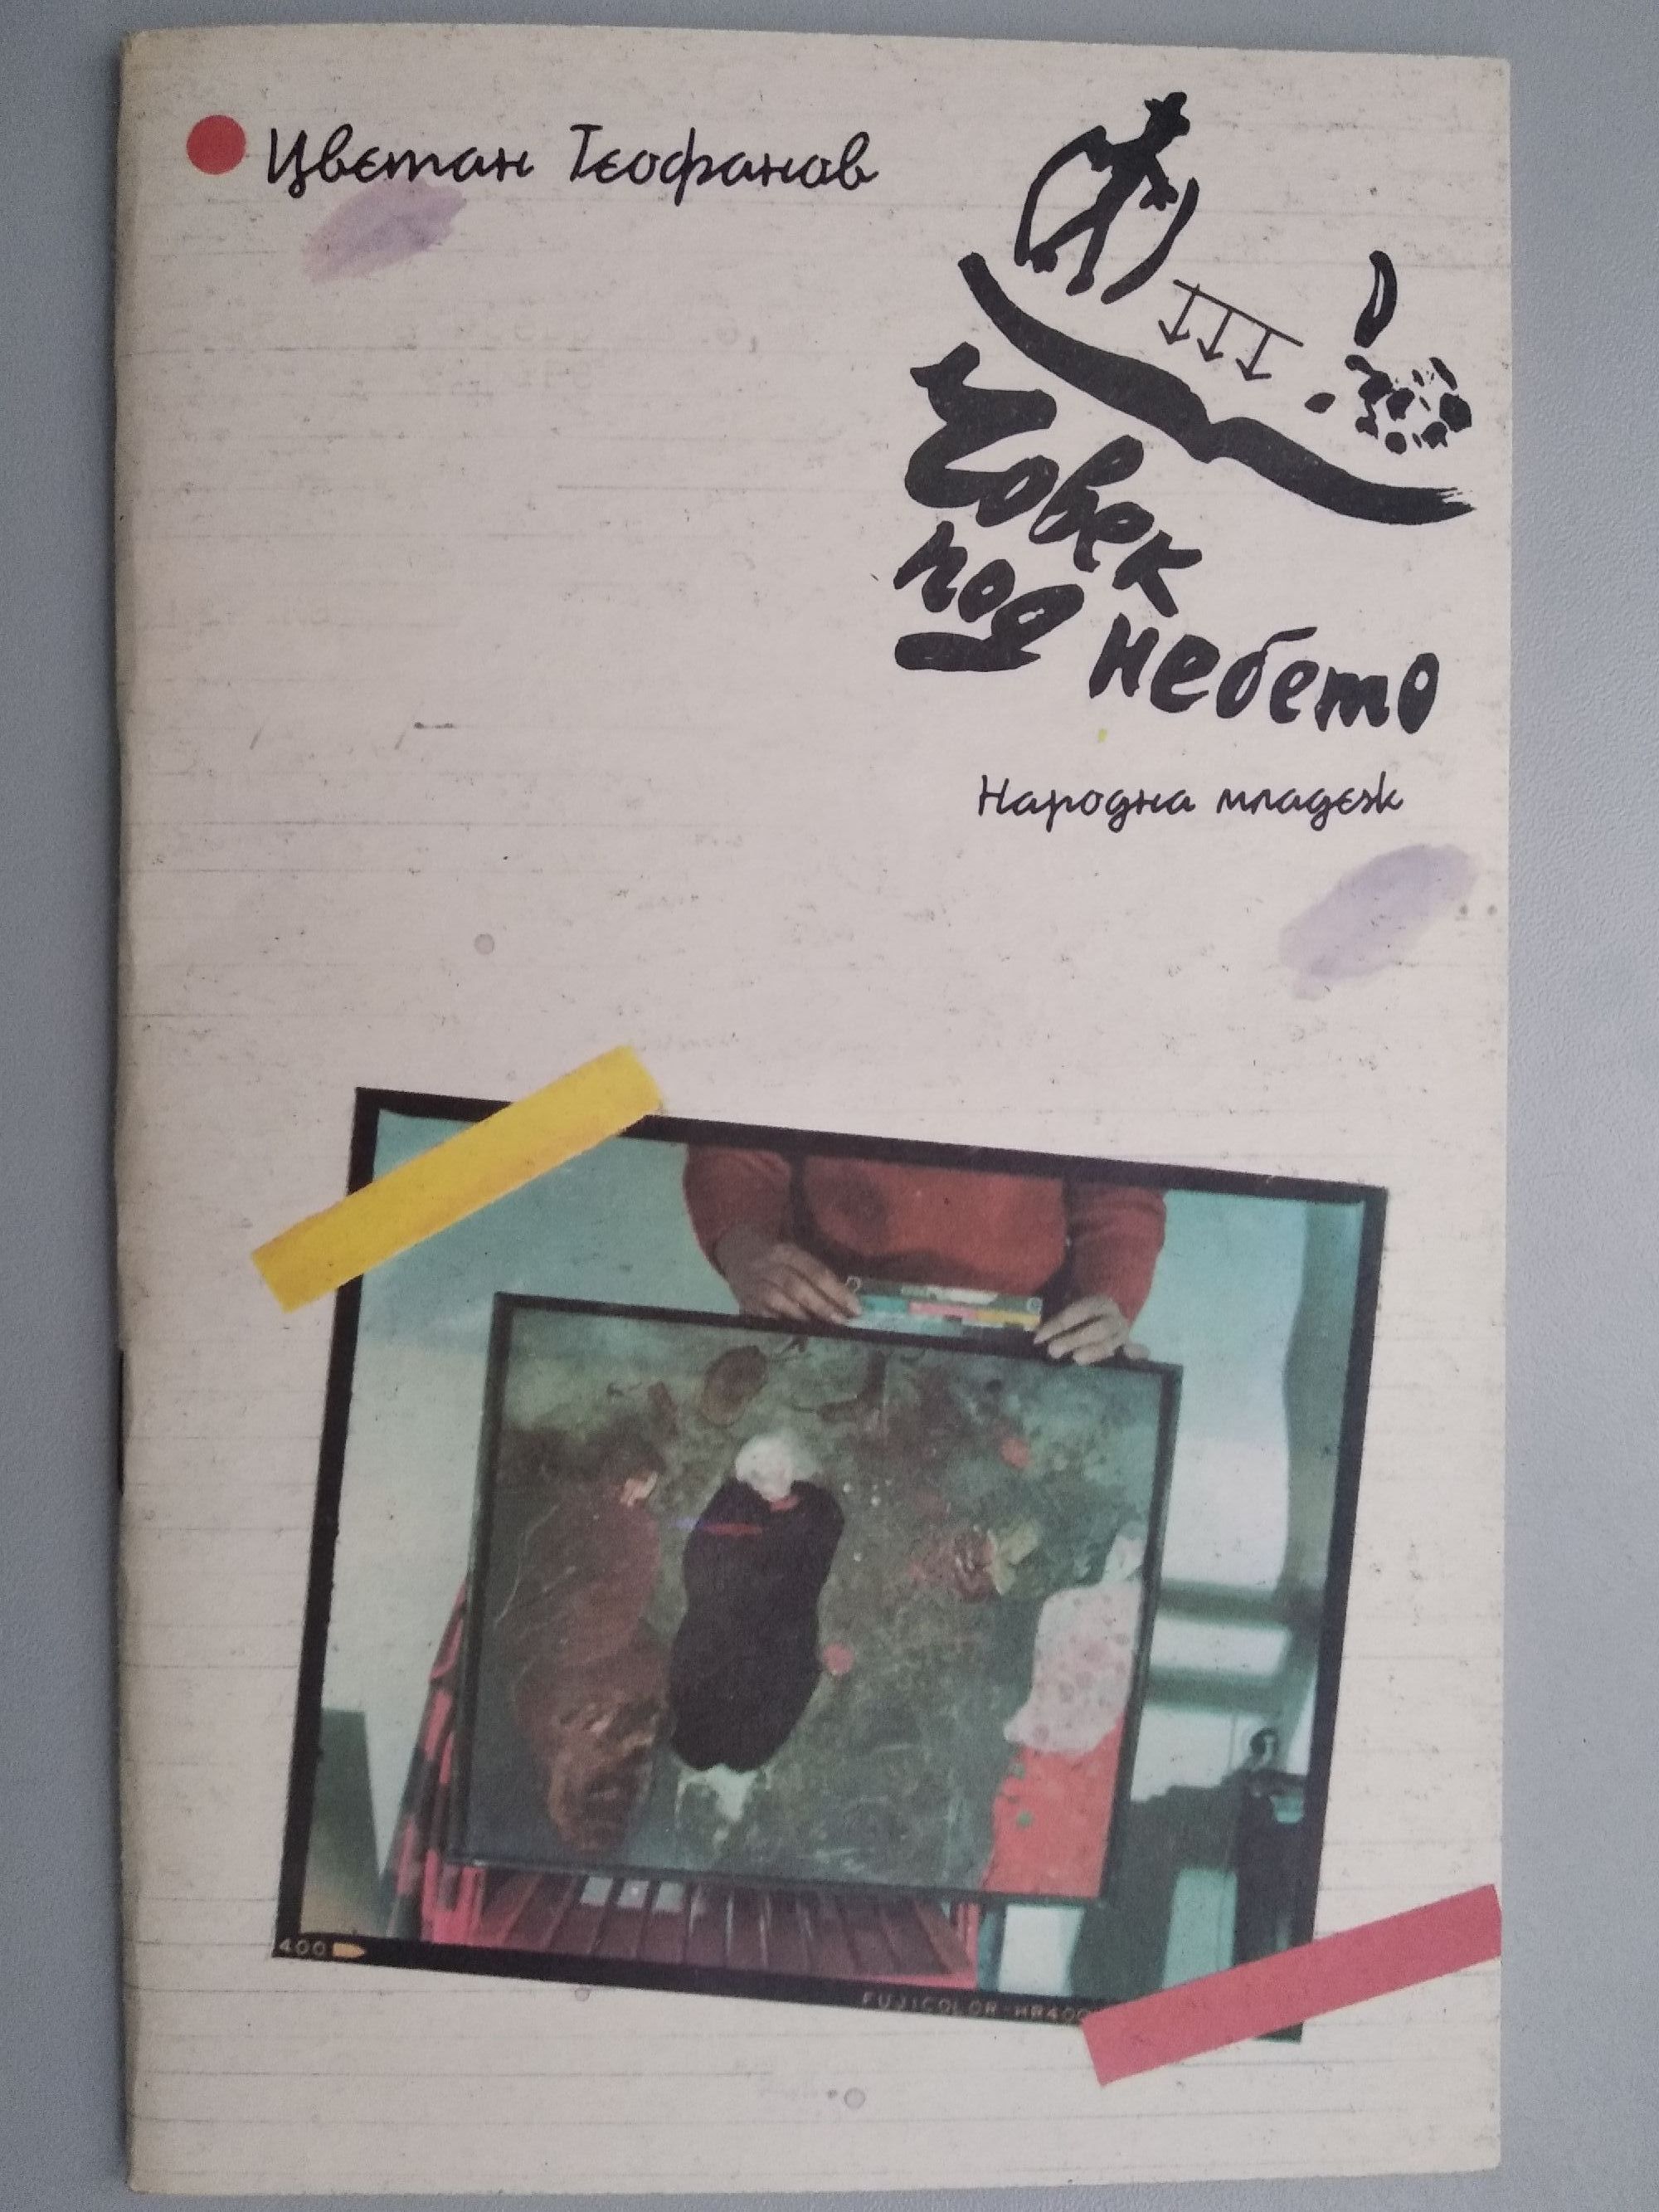 Цветан Теофанов
Човек
под
небето
Народна младеж
400
FUJICOLOR HR400